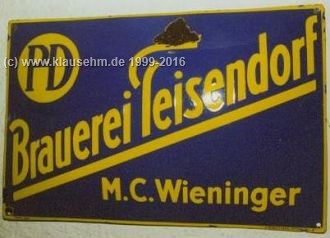 PD
(c) www.klausehm.de 1999-2016
Brauerei Teisendorf
M.C. Wieninger